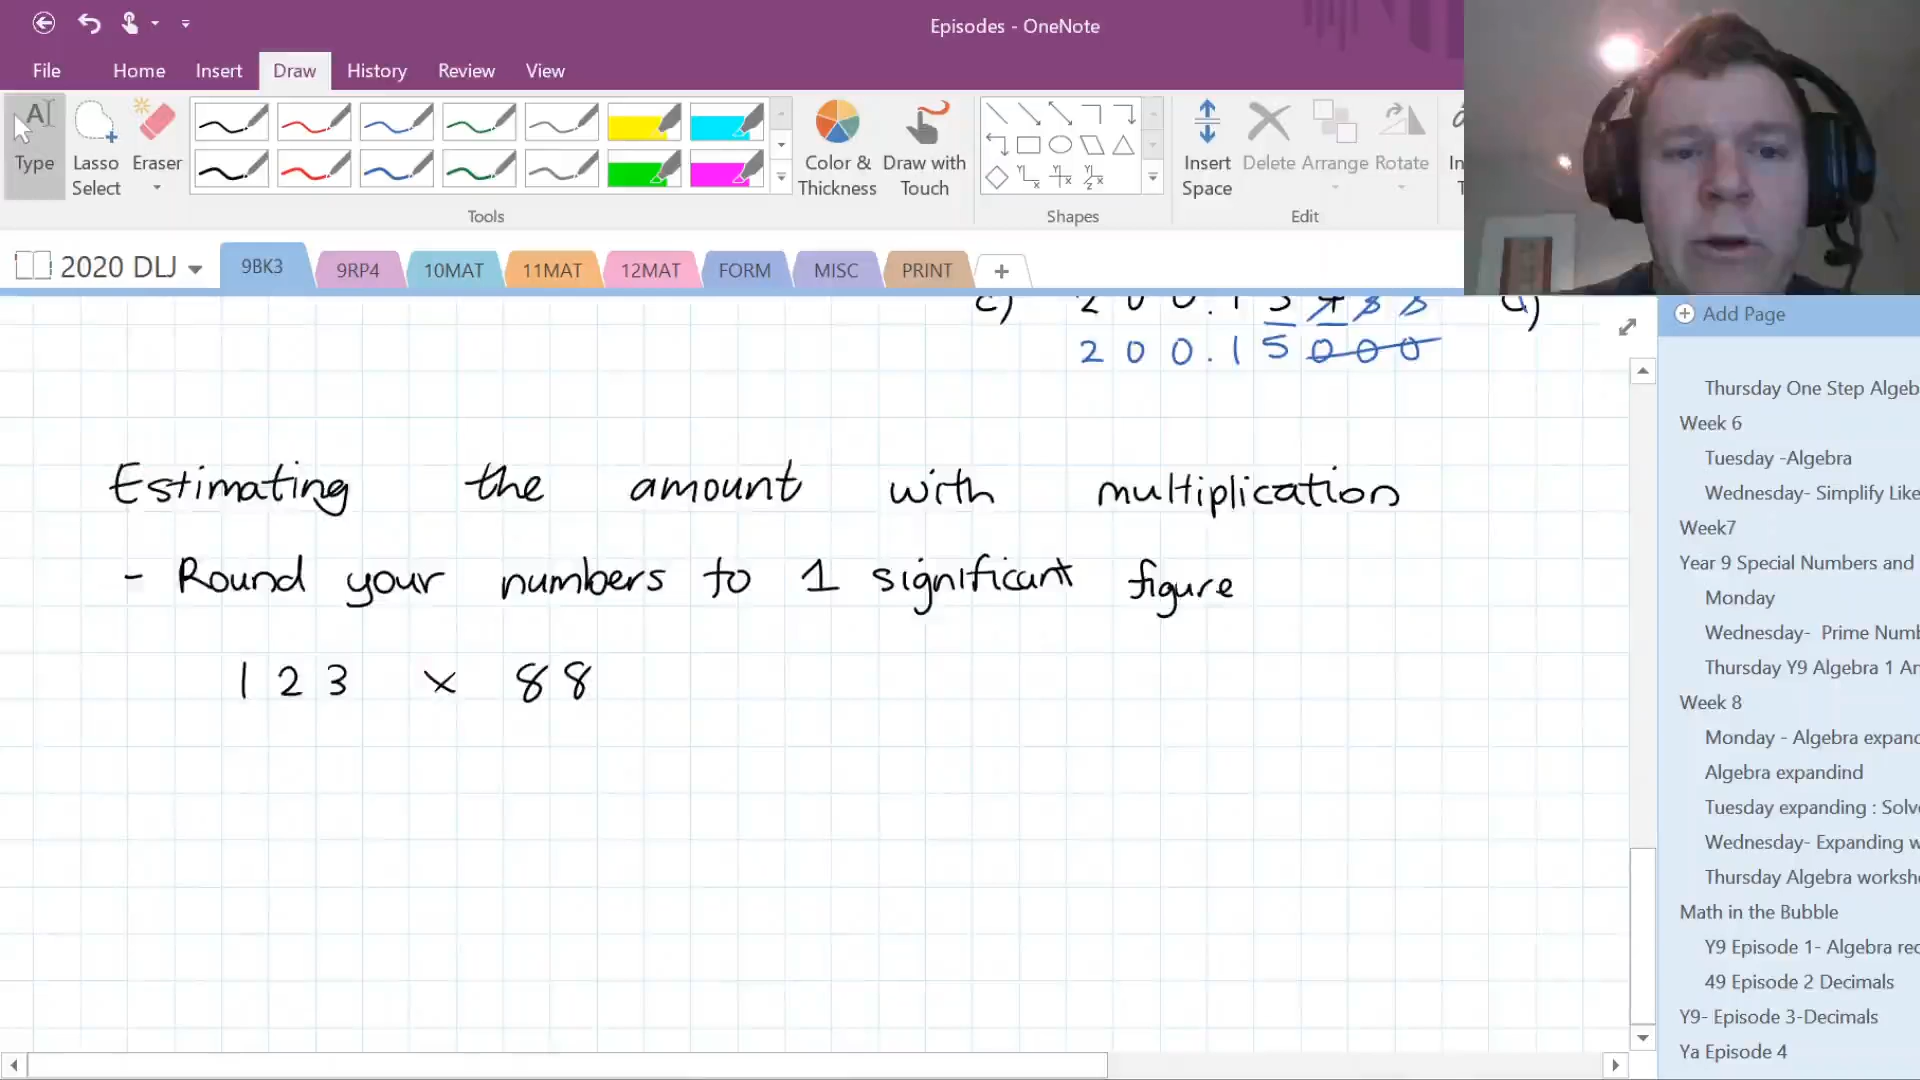 Episodes - OneNote
File Home Insert Draw History Review View
Type
Lasso Select
Eraser
Color & Thickness
Draw with Touch
Insert Space
Delete
Arrange
Rotate
Tools
Shapes
Edit
2020 DLJ
9BK3 9RP4 10MAT 11MAT 12MAT FORM MISC PRINT +
c)
200.15000
Estimating the amount with multiplication
- Round your numbers to 1 significant figure
123 × 88
Add Page
Thursday One Step Algeb
Week 6
Tuesday -Algebra
Wednesday- Simplify Like
Week7
Year 9 Special Numbers and
Monday
Wednesday- Prime Numb
Thursday Y9 Algebra 1 Ar
Week 8
Monday - Algebra expand
Algebra expandind
Tuesday expanding : Solve
Wednesday- Expanding w
Thursday Algebra worksh
Math in the Bubble
Y9 Episode 1- Algebra rec
49 Episode 2 Decimals
Y9- Episode 3-Decimals
Ya Episode 4